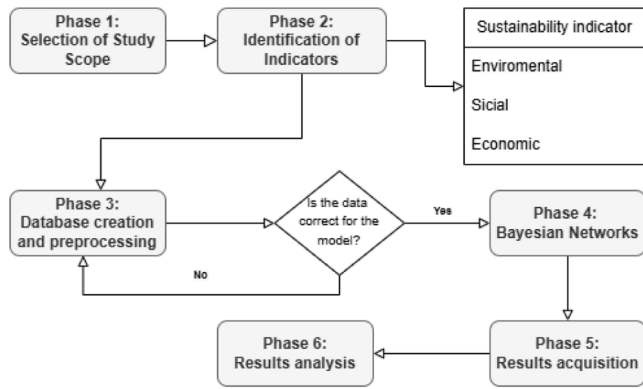 Phase 1:
Selection of Study
Scope
Phase 2:
Identification of
Indicators
Sustainability indicator
Enviromental
Sicial
Economic
Phase 3:
Database creation
and preprocessing
Is the data
correct for the
model?
Yes
No
Phase 4:
Bayesian Networks
Phase 5:
Results acquisition
Phase 6:
Results analysis